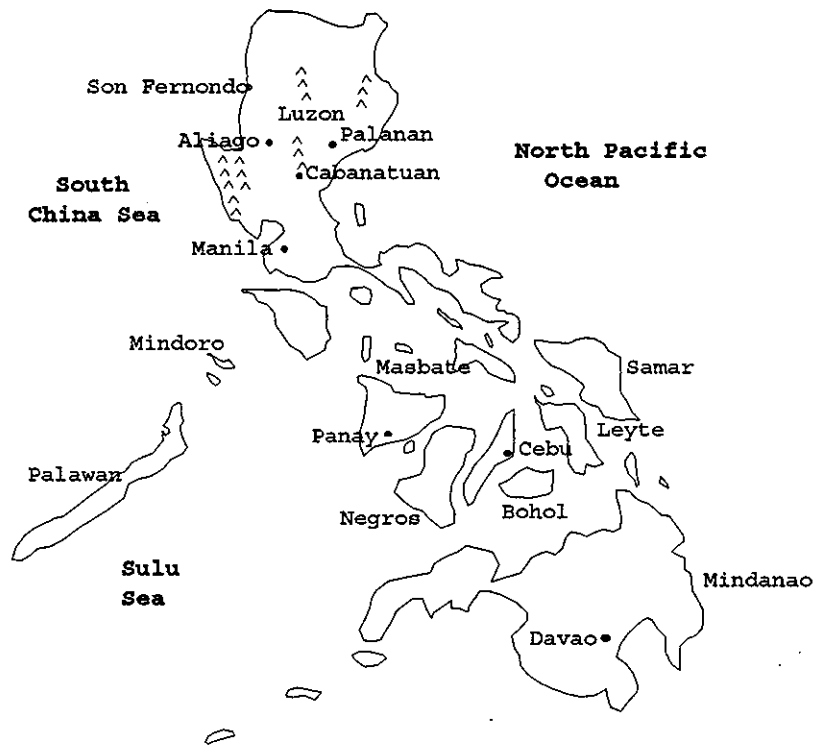 Son Fernondo
Luzon
Aliago
Palanan
North Pacific
Ocean
Cabanatuan
South
China Sea
Manila
Mindoro
Masbate
Samar
Panay
Leyte
Cebu
Palawan
Negros
Bohol
Sulu
Sea
Mindanao
Davao